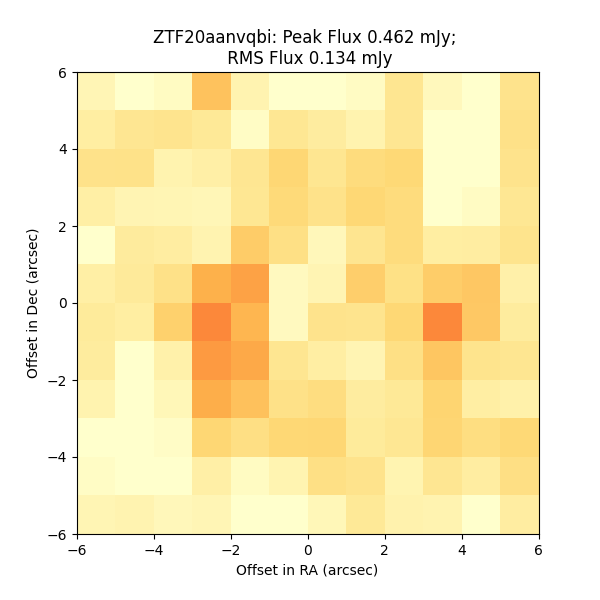 ZTF20aanvqbi: Peak Flux 0.462 mJy;
RMS Flux 0.134 mJy
6
4
2
0
−2
−4
−6
Offset in Dec (arcsec)
−6 −4 −2 0 2 4 6
Offset in RA (arcsec)